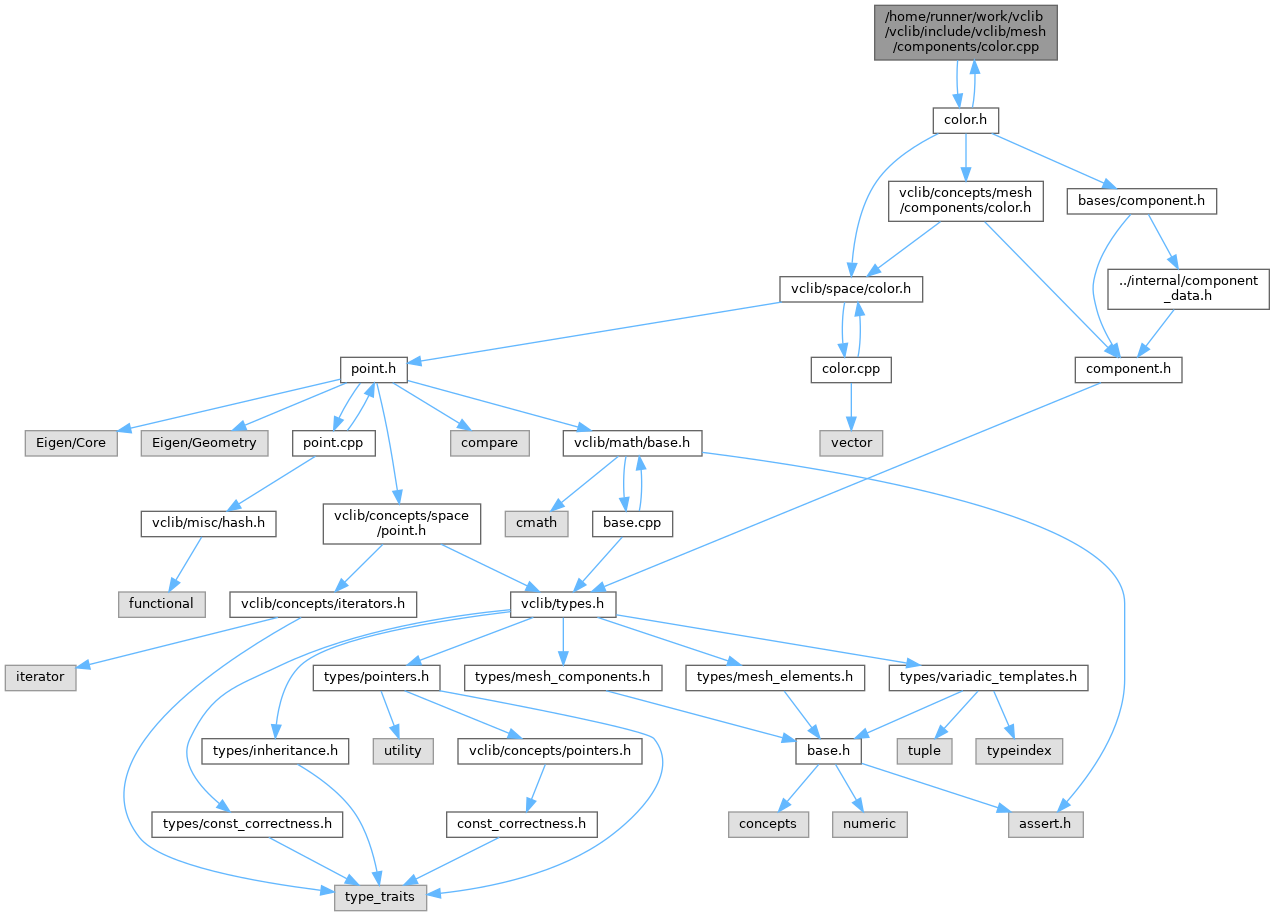 /home/runner/work/vclib
/vclib/include/vclib/mesh
/components/color.cpp
color.h
vclib/concepts/mesh
/components/color.h
bases/component.h
../internal/component
_data.h
vclib/space/color.h
point.h
color.cpp
component.h
Eigen/Core
Eigen/Geometry
point.cpp
compare
vclib/math/base.h
vector
vclib/misc/hash.h
vclib/concepts/space
/point.h
cmath
base.cpp
functional
vclib/concepts/iterators.h
vclib/types.h
iterator
types/pointers.h
types/mesh_components.h
types/mesh_elements.h
types/variadic_templates.h
types/inheritance.h
utility
vclib/concepts/pointers.h
base.h
tuple
typeindex
types/const_correctness.h
const_correctness.h
concepts
numeric
assert.h
type_traits